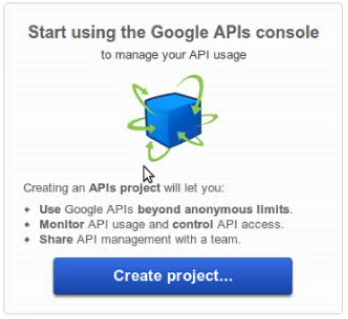 Start using the Google APIs console
to manage your API usage
Creating an APIs project will let you:
• Use Google APIs beyond anonymous limits.
• Monitor API usage and control API access.
• Share API management with a team.
Create project...